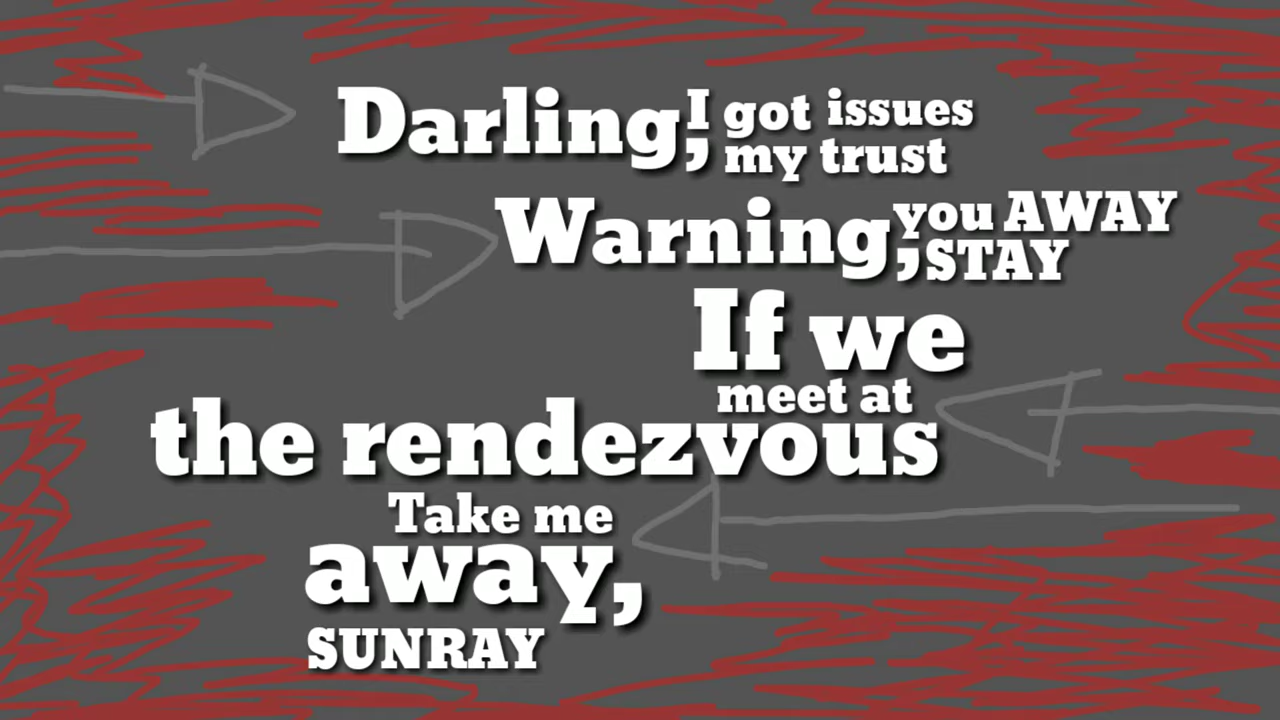 Darling; I got issues
my trust
Warning; you AWAY
STAY
If we
meet at
the rendezvous
Take me
away,
SUNRAY